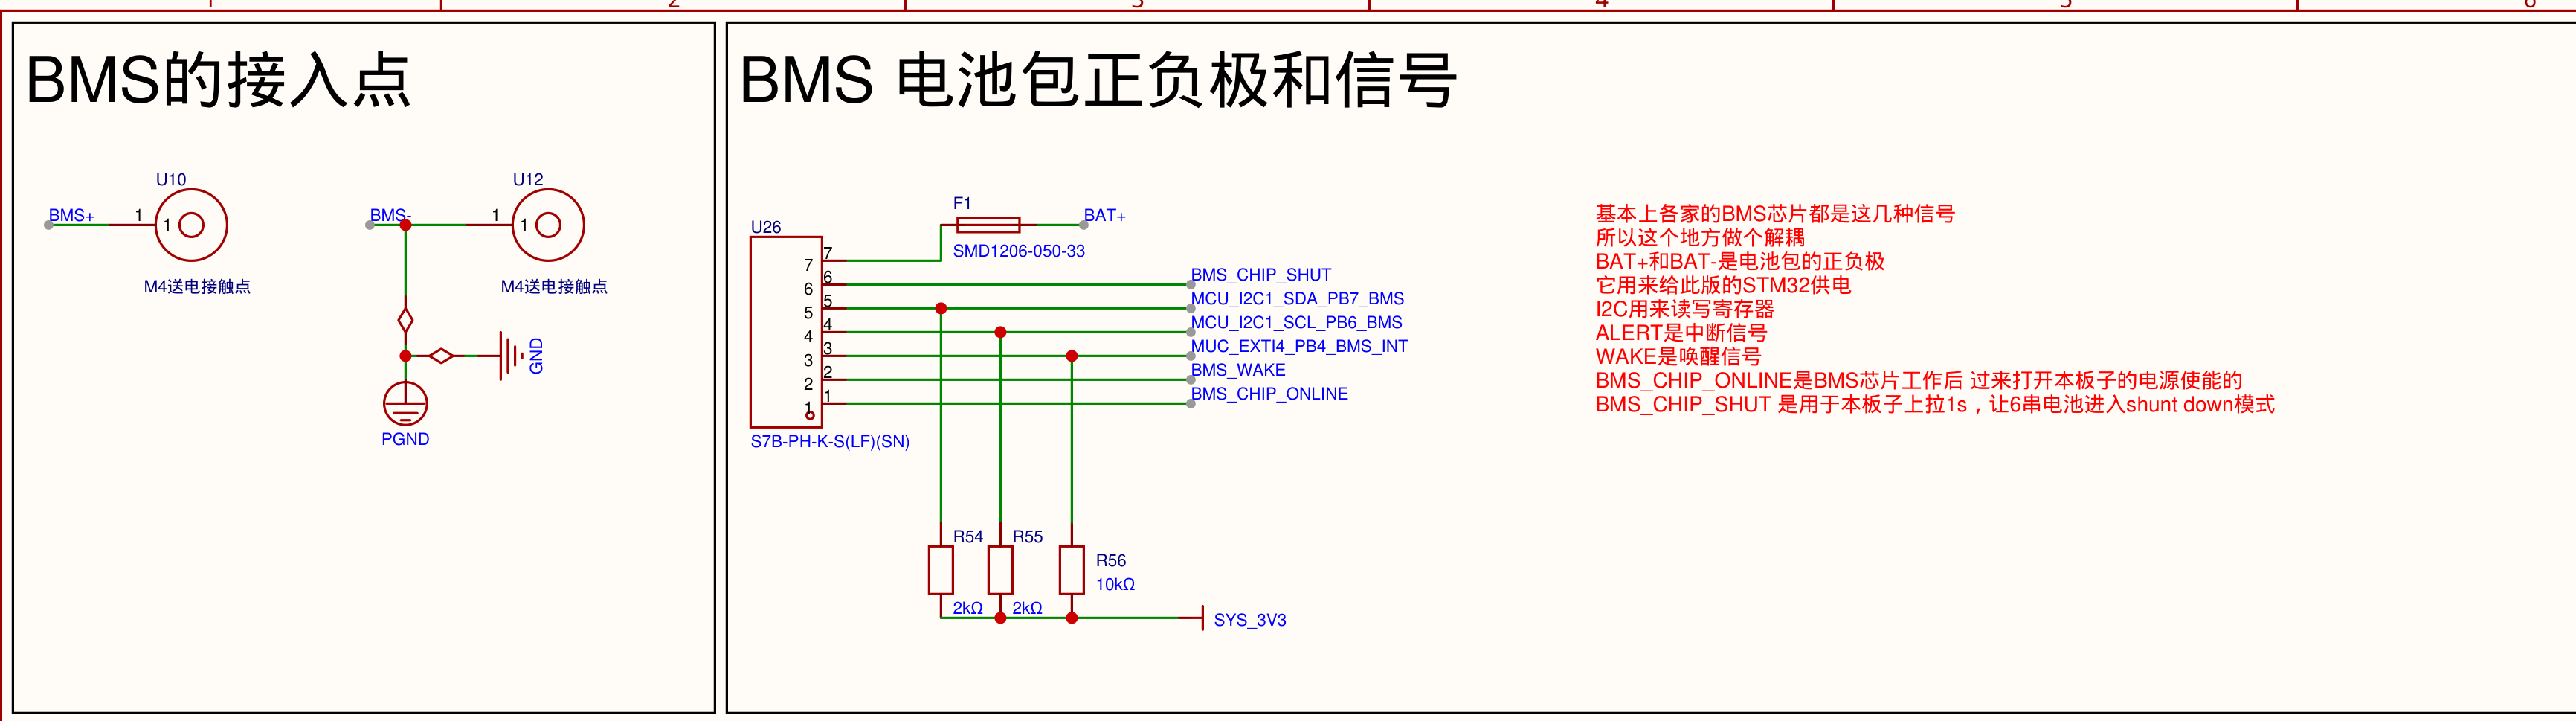 1 2 3 4 5 6
BMS的接入点
U10
BMS+ 1 1
M4送电接触点
U12
BMS- 1 1
M4送电接触点
GND
PGND
BMS 电池包正负极和信号
F1
BAT+
SMD1206-050-33
U26
7 7
6 6 BMS_CHIP_SHUT
5 5 MCU_I2C1_SDA_PB7_BMS
4 4 MCU_I2C1_SCL_PB6_BMS
3 3 MUC_EXTI4_PB4_BMS_INT
2 2 BMS_WAKE
1 1 BMS_CHIP_ONLINE
S7B-PH-K-S(LF)(SN)
R54
2kΩ
R55
2kΩ
R56
10kΩ
SYS_3V3
基本上各家的BMS芯片都是这几种信号
所以这个地方做个解耦
BAT+和BAT-是电池包的正负极
它用来给此版的STM32供电
I2C用来读写寄存器
ALERT是中断信号
WAKE是唤醒信号
BMS_CHIP_ONLINE是BMS芯片工作后 过来打开本板子的电源使能的
BMS_CHIP_SHUT 是用于本板子上拉1s，让6串电池进入shunt down模式